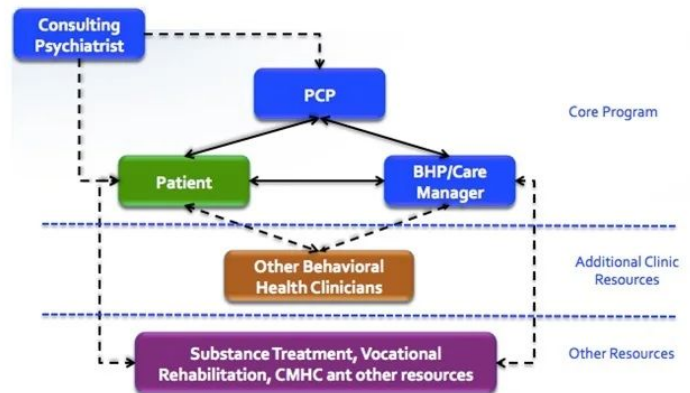 Consulting
Psychiatrist
PCP
Core Program
Patient
BHP/Care
Manager
Other Behavioral
Health Clinicians
Additional Clinic
Resources
Substance Treatment, Vocational
Rehabilitation, CMHC ant other resources
Other Resources